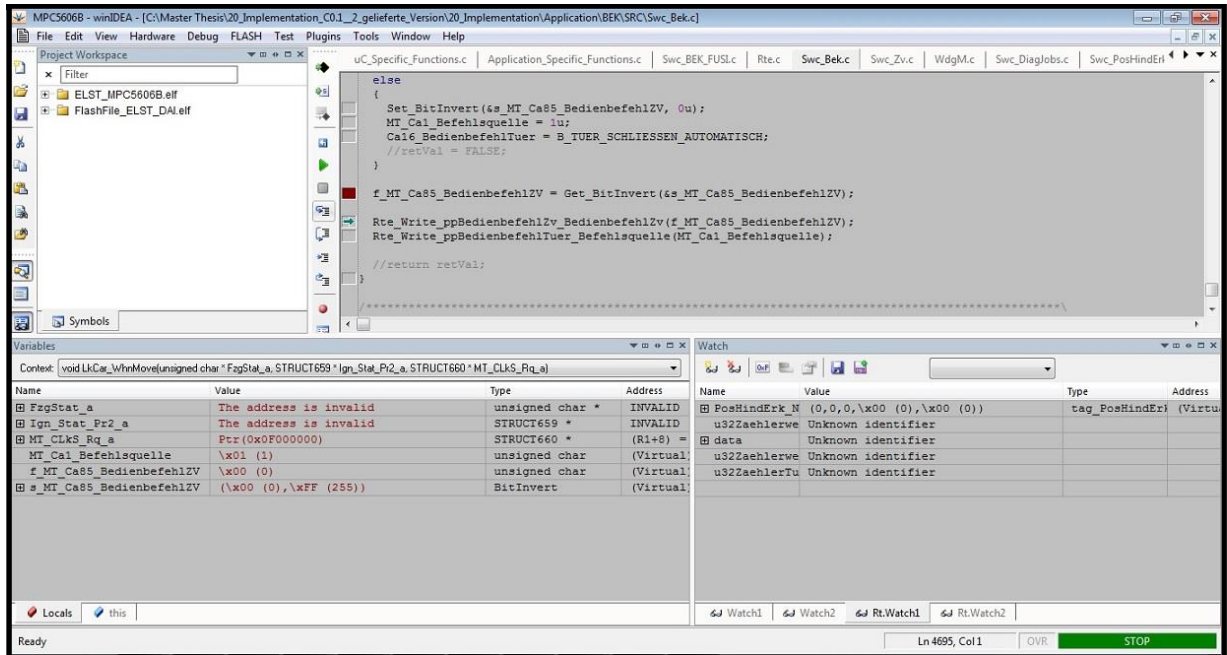 MPC5606B - winIDEA - [C:\Master Thesis\20_Implementation_C0.1__2_gelieferte_Version\20_Implementation\Application\BEK\SRC\Swc_Bek.c]
File Edit View Hardware Debug FLASH Test Plugins Tools Window Help
Project Workspace
Filter
ELST_MPC5606B.elf
FlashFile_ELST_DAI.elf
Symbols
uC_Specific_Functions.c Application_Specific_Functions.c Swc_BEK_FUSI.c Rte.c Swc_Bek.c Swc_Zv.c WdgM.c Swc_DiagJobs.c Swc_PosHindErk
else
{
Set_BitInvert(&s_MT_Ca85_BedienbefehlZV, 0u);
MT_Ca1_Befehlsquelle = 1u;
Ca16_BedienbefehlTuer = B_TUER_SCHLIESSEN_AUTOMATISCH;
//retVal = FALSE;
}
f_MT_Ca85_BedienbefehlZV = Get_BitInvert(&s_MT_Ca85_BedienbefehlZV);
Rte_Write_ppBedienbefehlZv_BedienbefehlZv(f_MT_Ca85_BedienbefehlZV);
Rte_Write_ppBedienbefehlTuer_Befehlsquelle(MT_Ca1_Befehlsquelle);
//return retVal;
}
Variables
Context: void LkCar_WhnMove(unsigned char * FzgStat_a, STRUCT659 * Ign_Stat_Pr2_a, STRUCT660 * MT_CLkS_Rq_a)
Name Value Type Address
FzgStat_a The address is invalid unsigned char * INVALID
Ign_Stat_Pr2_a The address is invalid STRUCT659 * INVALID
MT_CLkS_Rq_a Ptr(0x0F000000) STRUCT660 * (R1+8) =
MT_Ca1_Befehlsquelle \x01 (1) unsigned char (Virtual)
f_MT_Ca85_BedienbefehlZV \x00 (0) unsigned char (Virtual)
s_MT_Ca85_BedienbefehlZV (\x00 (0),\xFF (255)) BitInvert (Virtual)
Locals this
Watch
Name Value Type Address
PosHindErk_N (0,0,0,\x00 (0),\x00 (0)) tag_PosHindErk (Virtua
u32Zaehlerwe Unknown identifier
data Unknown identifier
u32Zaehlerwe Unknown identifier
u32ZaehlerTu Unknown identifier
Watch1 Watch2 Rt.Watch1 Rt.Watch2
Ready Ln 4695, Col 1 OVR STOP